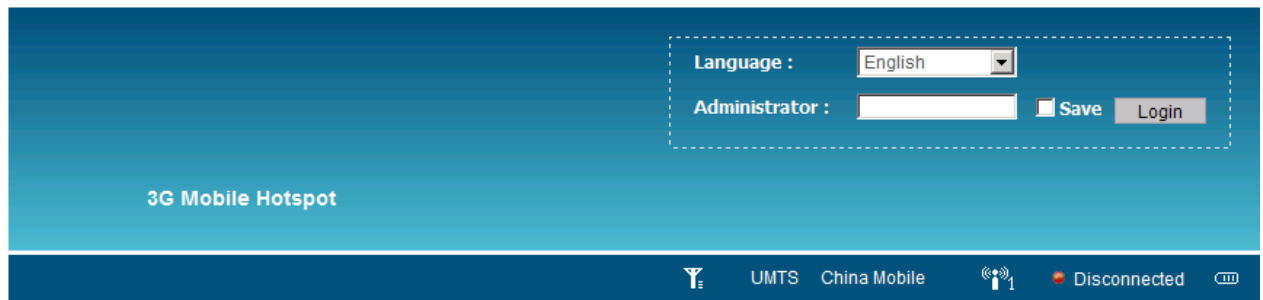 Language : English
Administrator : Save Login
3G Mobile Hotspot
UMTS China Mobile 1 Disconnected